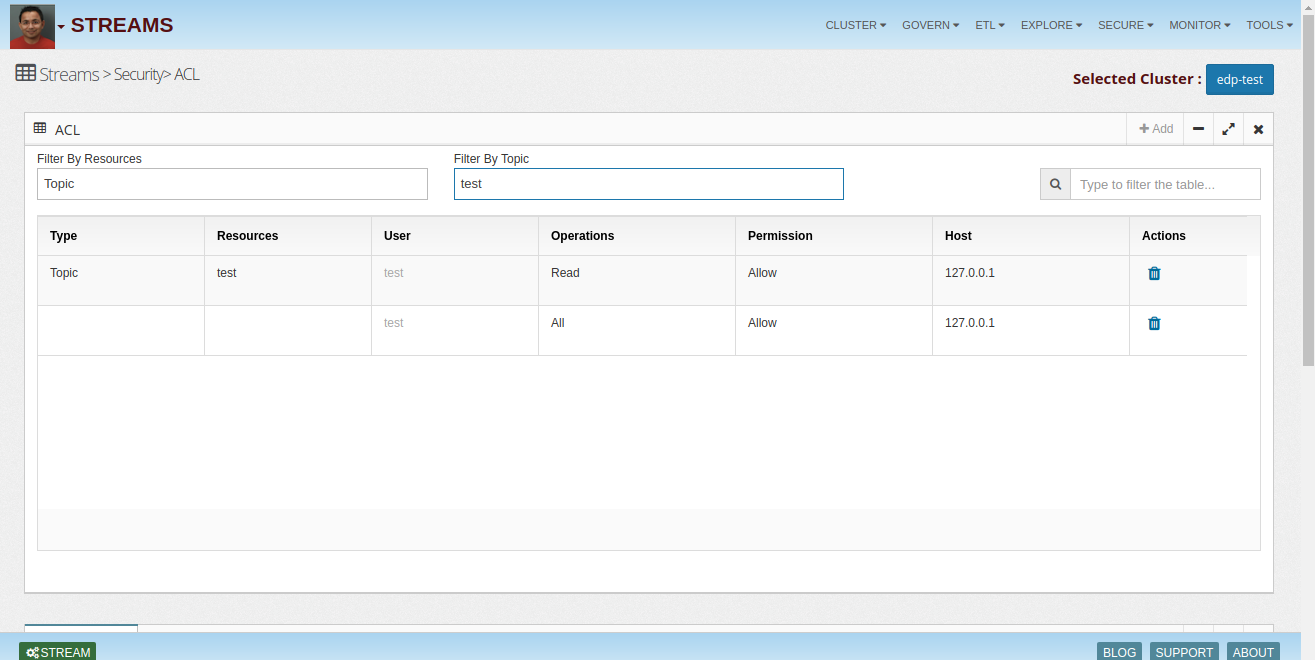 STREAMS CLUSTER GOVERN ETL EXPLORE SECURE MONITOR TOOLS
Streams > Security> ACL
Selected Cluster : edp-test
ACL Add
Filter By Resources Filter By Topic
Topic test Type to filter the table...
Type Resources User Operations Permission Host Actions
Topic test test Read Allow 127.0.0.1
test All Allow 127.0.0.1
STREAM BLOG SUPPORT ABOUT